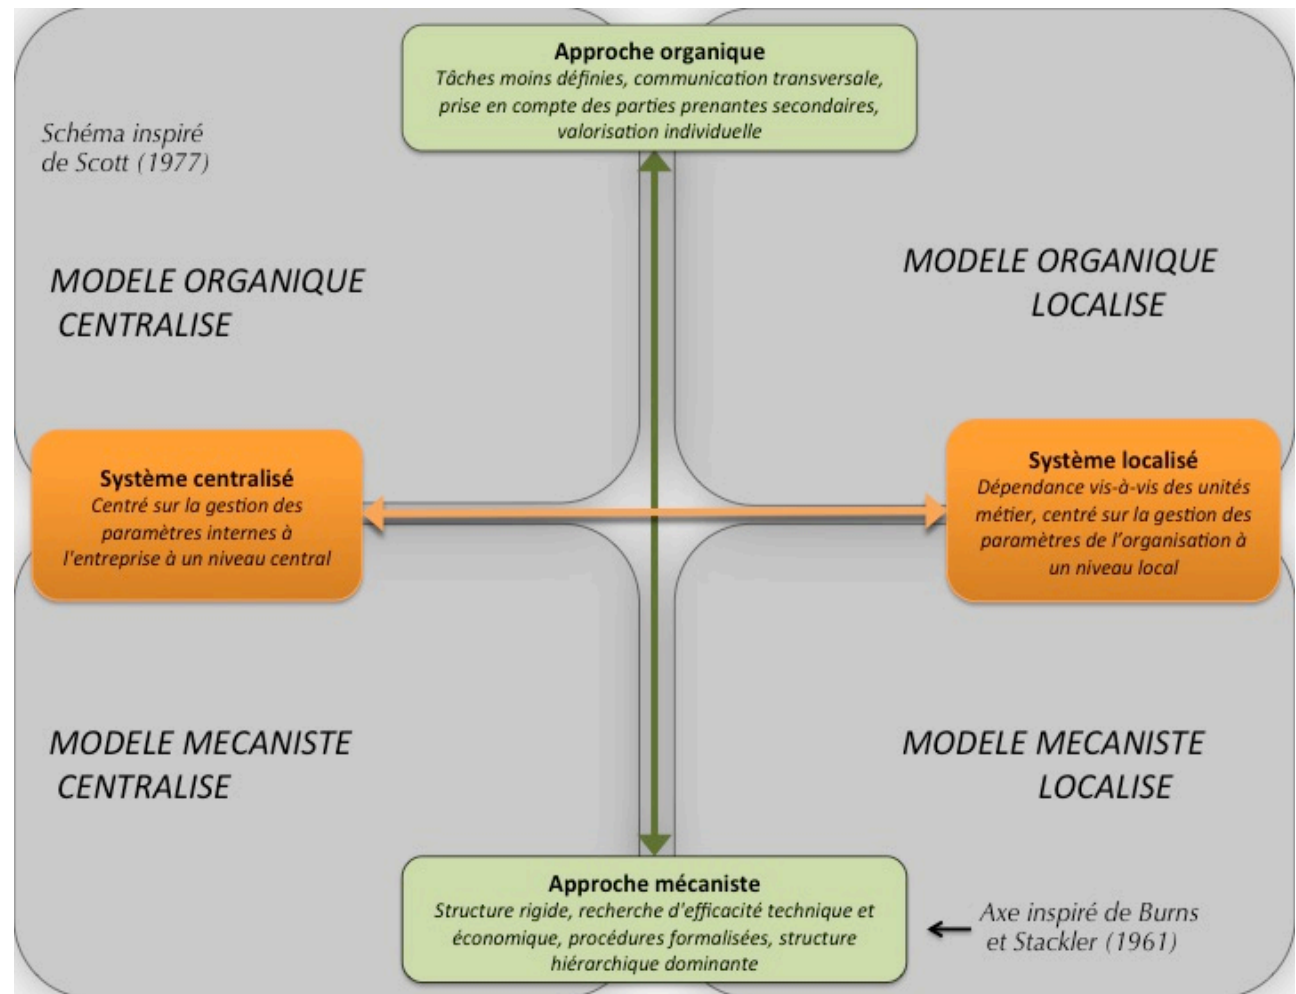 Approche organique
Tâches moins définies, communication transversale,
prise en compte des parties prenantes secondaires,
valorisation individuelle
Schéma inspiré
de Scott (1977)
MODELE ORGANIQUE
CENTRALISE
MODELE ORGANIQUE
LOCALISE
Système centralisé
Centré sur la gestion des
paramètres internes à
l'entreprise à un niveau central
Système localisé
Dépendance vis-à-vis des unités
métier, centré sur la gestion des
paramètres de l'organisation à
un niveau local
MODELE MECANISTE
CENTRALISE
MODELE MECANISTE
LOCALISE
Approche mécaniste
Structure rigide, recherche d'efficacité technique et
économique, procédures formalisées, structure
hiérarchique dominante
Axe inspiré de Burns
et Stackler (1961)